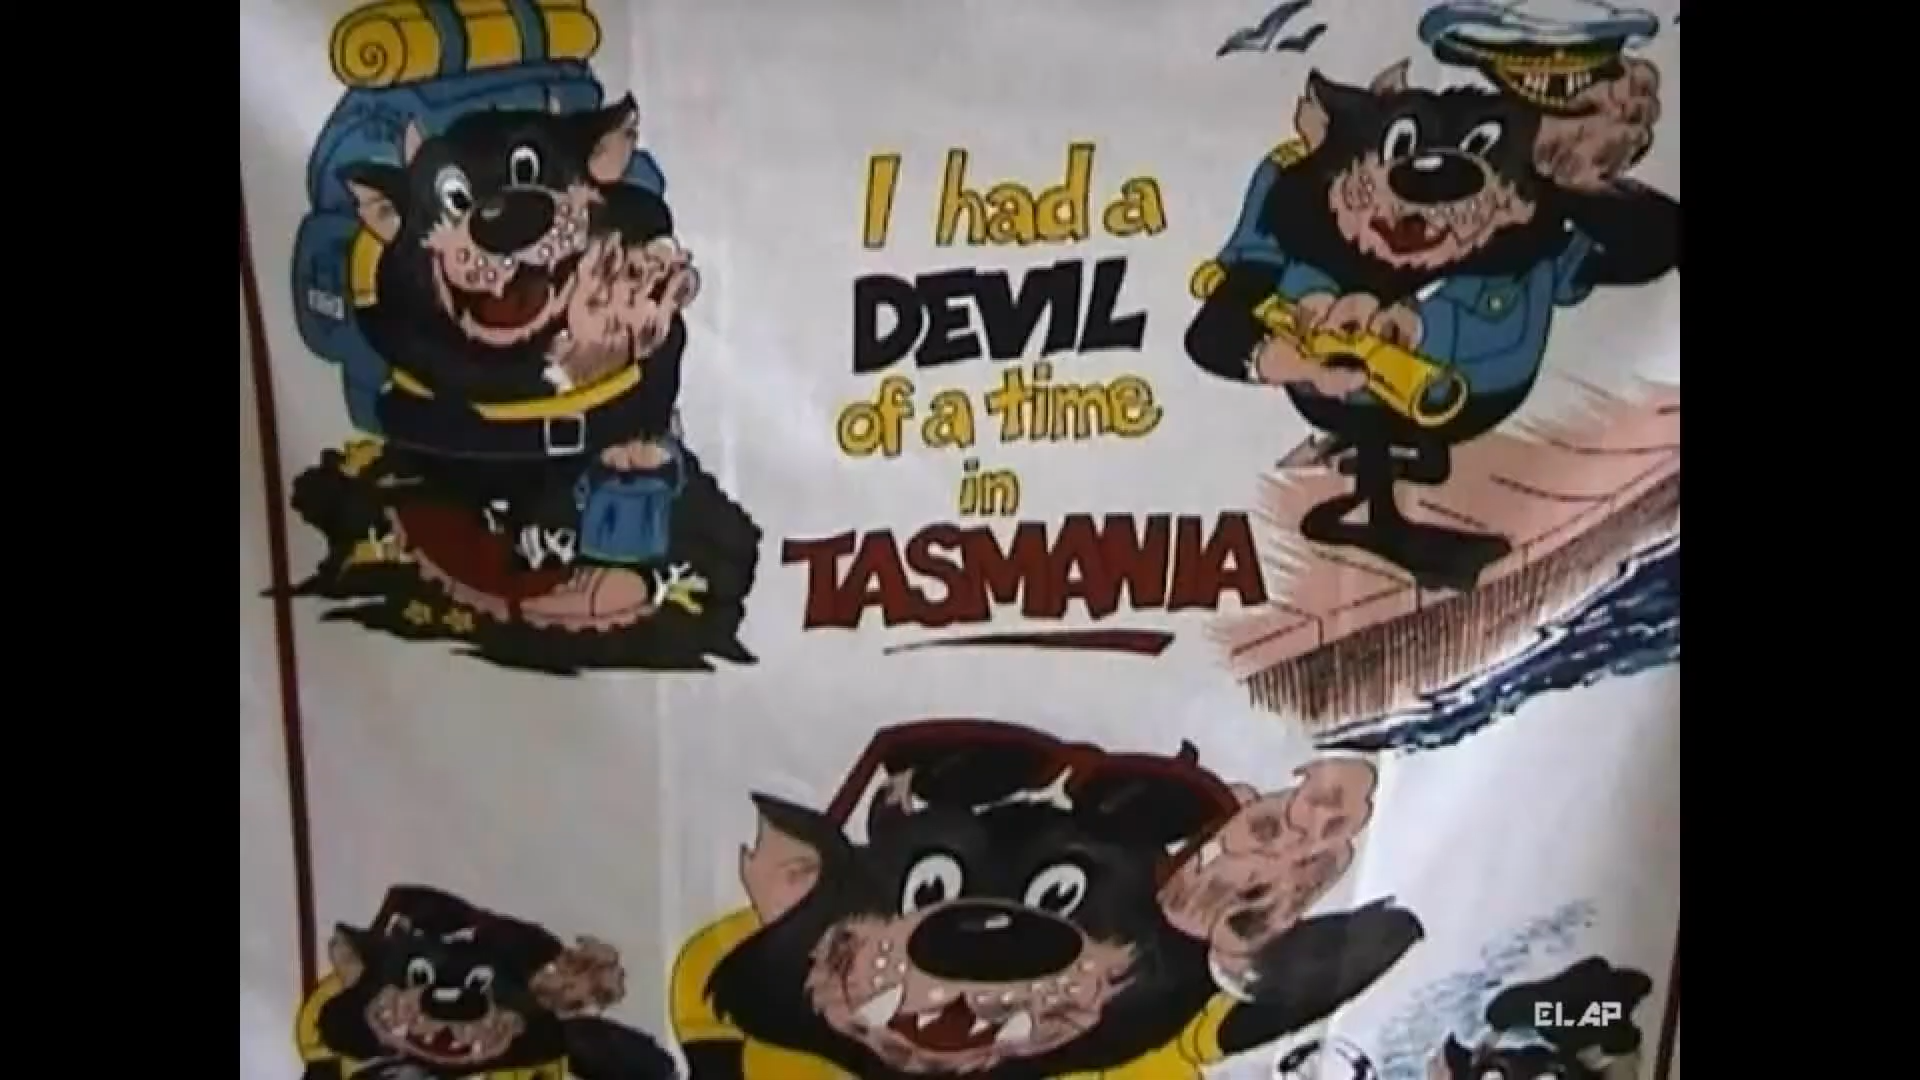 I had a
DEVIL
of a time
in
TASMANIA
ELAP